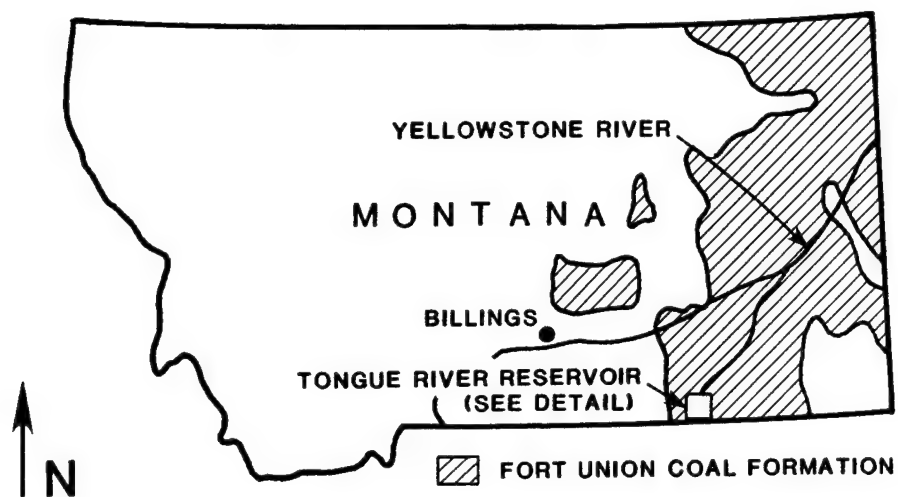 YELLOWSTONE RIVER
MONTANA
BILLINGS
TONGUE RIVER RESERVOIR
(SEE DETAIL)
N
FORT UNION COAL FORMATION